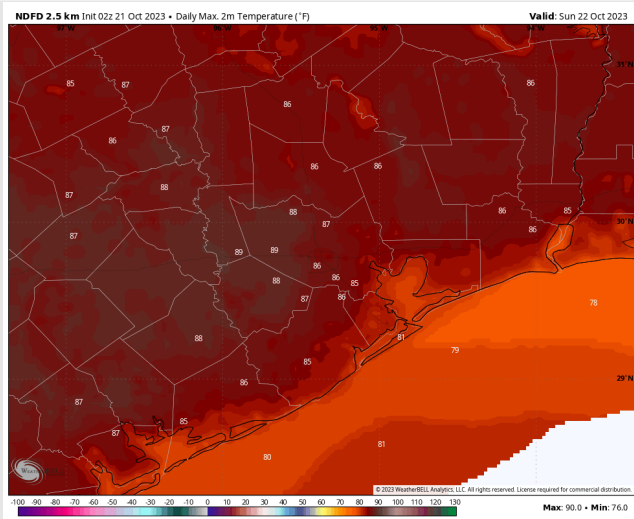 NDFD 2.5 km Init 02z 21 Oct 2023 • Daily Max. 2m Temperature (°F) Valid: Sun 22 Oct 2023
97°W 96°W 95°W 94°W
31°N
85 87 86
86
87
86
86 86
88
87
88 86 85
87 30°N
87 86
89 89
86
88 86 85
87 86
78
88 81
79
85
29°N
86
87
85
87
81
80
© 2023 WeatherBELL Analytics, LLC. All rights reserved. License required for commercial distribution.
-100 -90 -80 -70 -60 -50 -40 -30 -20 -10 0 10 20 30 40 50 60 70 80 90 100 110 120 130
Max: 90.0 • Min: 76.0